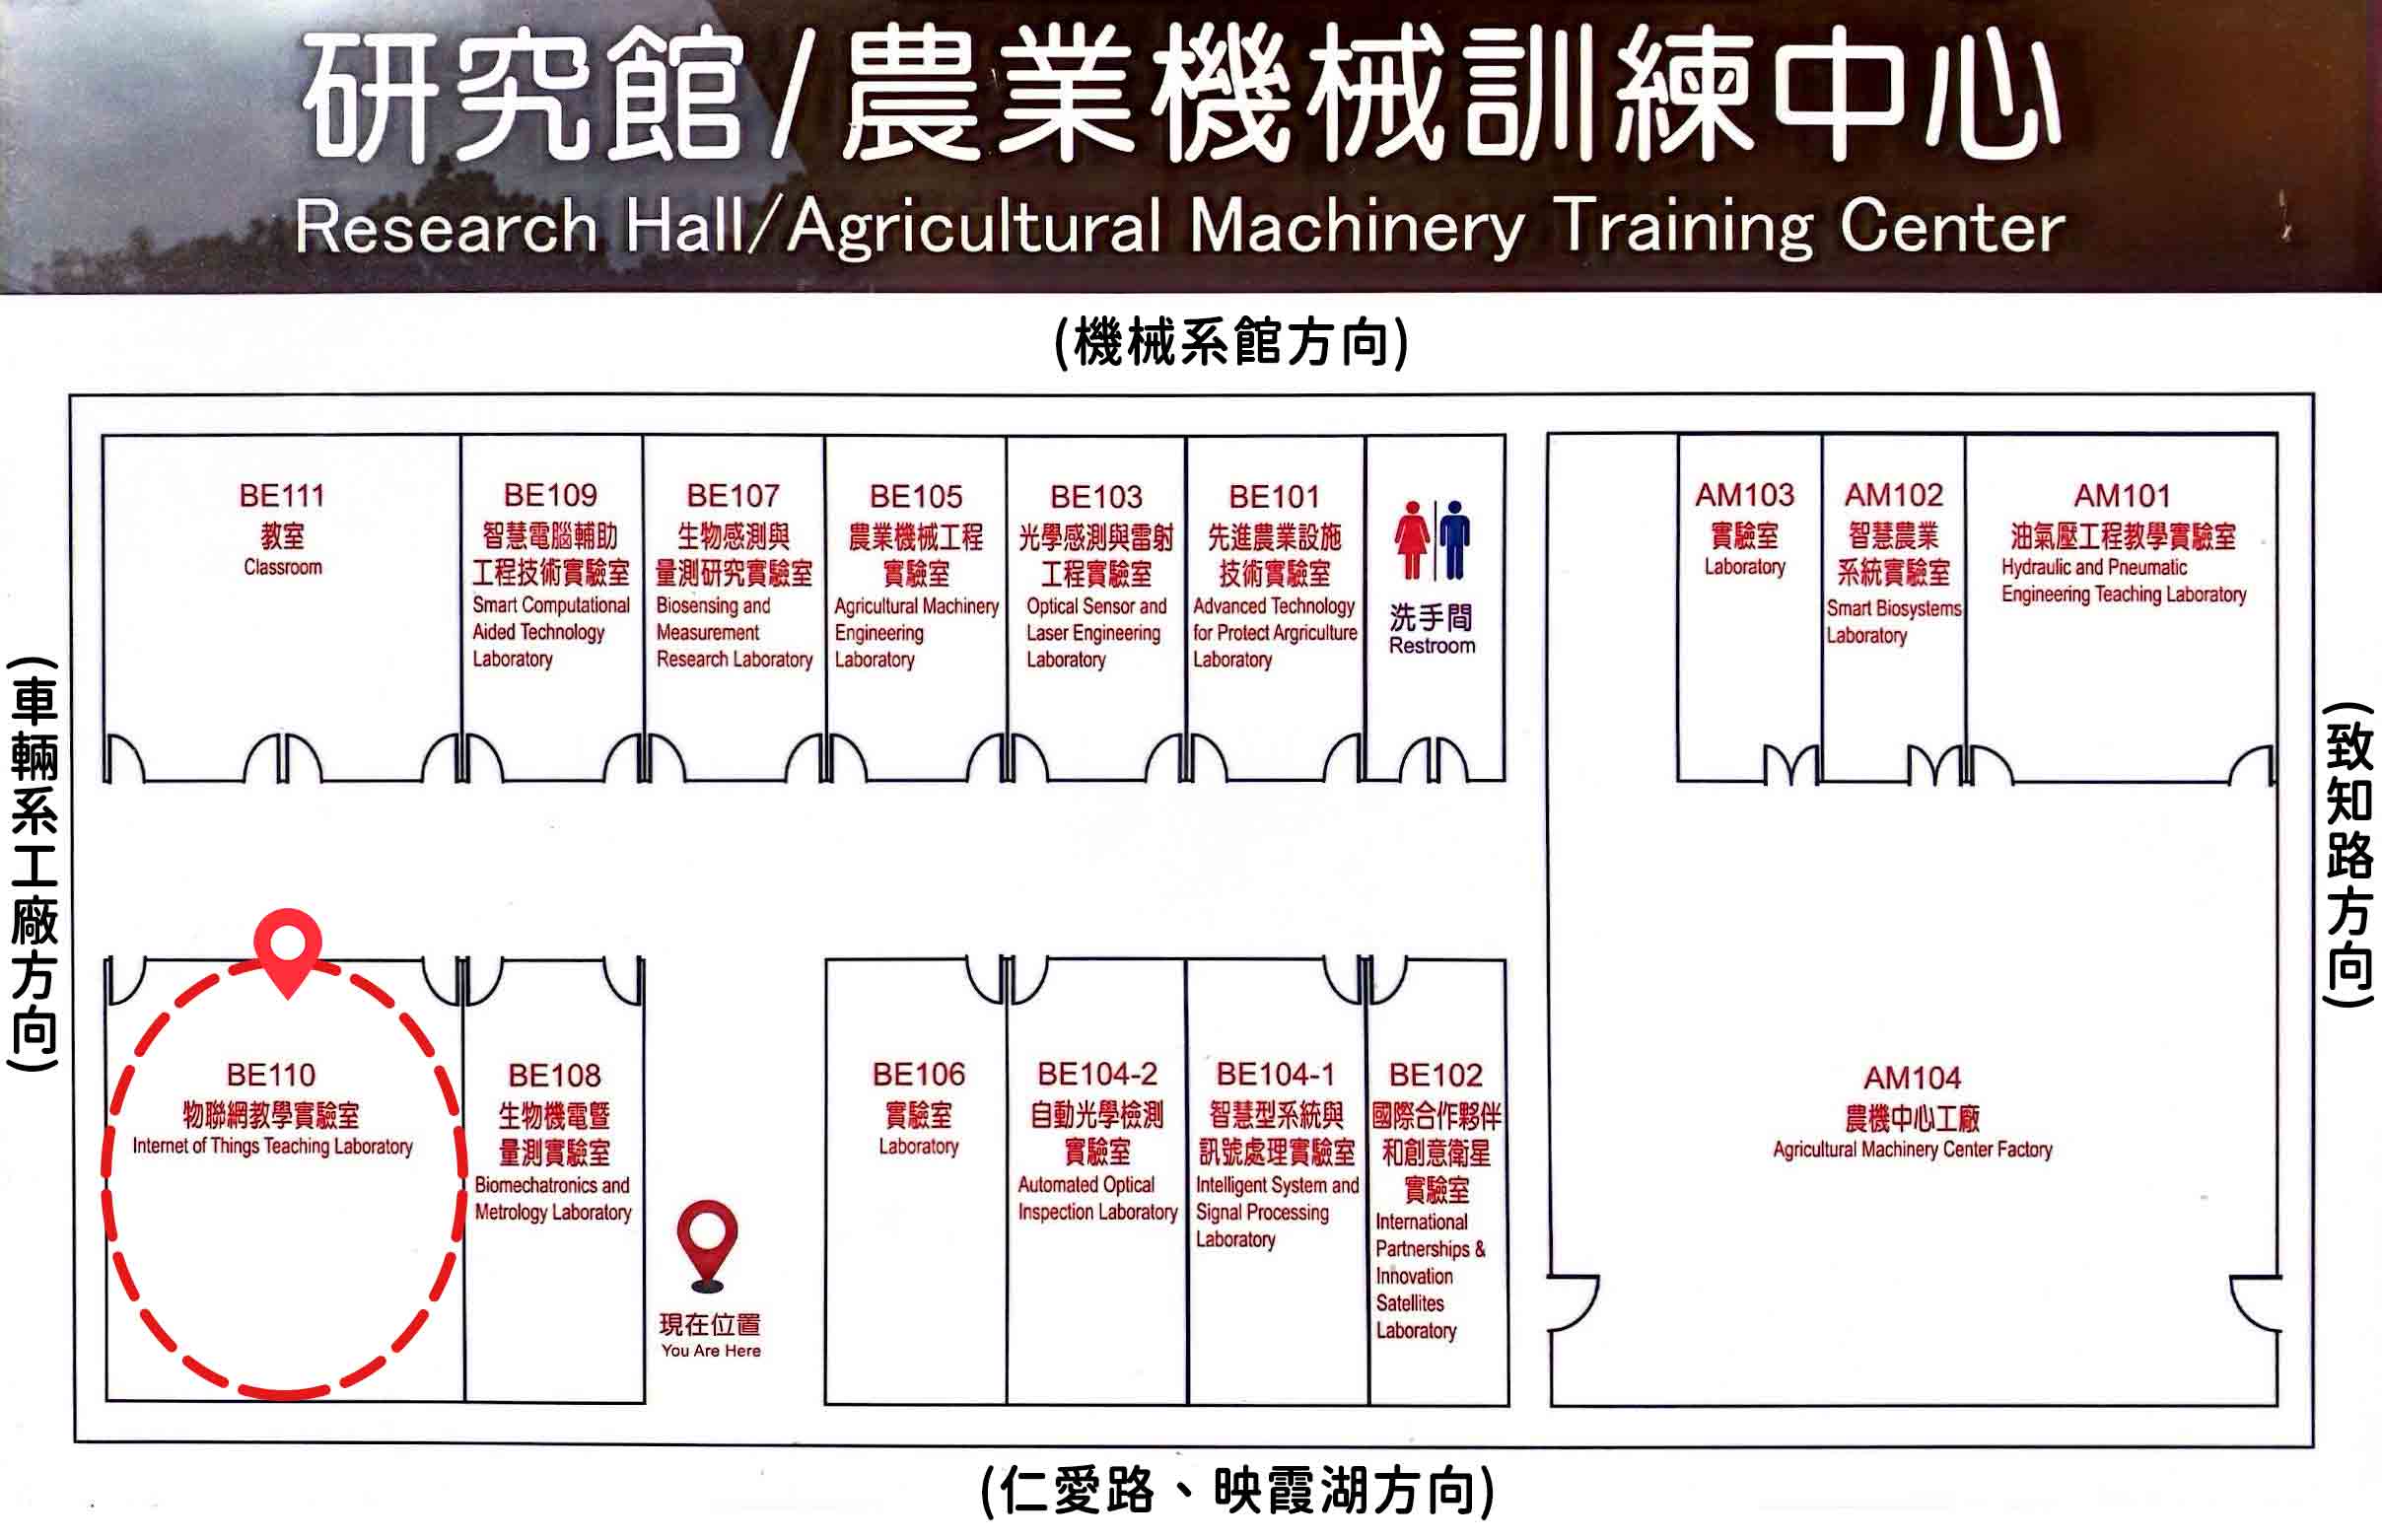 研究館/農業機械訓練中心
Research Hall/Agricultural Machinery Training Center
(機械系館方向)
BE111
教室
Classroom
BE109
智慧電腦輔助
工程技術實驗室
Smart Computational
Aided Technology
Laboratory
BE107
生物感測與
量測研究實驗室
Biosensing and
Measurement
Research Laboratory
BE105
農業機械工程
實驗室
Agricultural Machinery
Engineering
Laboratory
BE103
光學感測與雷射
工程實驗室
Optical Sensor and
Laser Engineering
Laboratory
BE101
先進農業設施
技術實驗室
Advanced Technology
for Protect Argriculture
Laboratory
洗手間
Restroom
AM103
實驗室
Laboratory
AM102
智慧農業
系統實驗室
Smart Biosystems
Laboratory
AM101
油氣壓工程教學實驗室
Hydraulic and Pneumatic
Engineering Teaching Laboratory
(車輛系工廠方向)
(致知路方向)
BE110
物聯網教學實驗室
Internet of Things Teaching Laboratory
BE108
生物機電暨
量測實驗室
Biomechatronics and
Metrology Laboratory
現在位置
You Are Here
BE106
實驗室
Laboratory
BE104-2
自動光學檢測
實驗室
Automated Optical
Inspection Laboratory
BE104-1
智慧型系統與
訊號處理實驗室
Intelligent System and
Signal Processing
Laboratory
BE102
國際合作夥伴
和創意衛星
實驗室
International
Partnerships &
Innovation
Satellites
Laboratory
AM104
農機中心工廠
Agricultural Machinery Center Factory
(仁愛路、映霞湖方向)